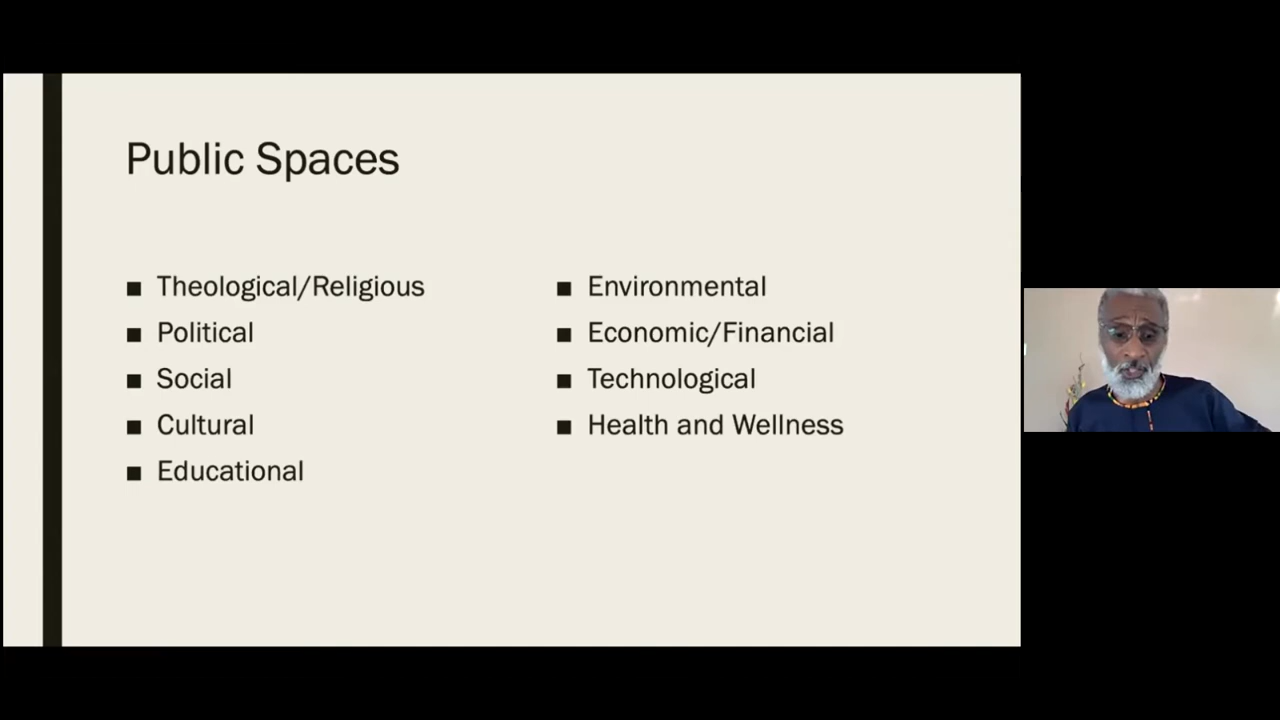 Public Spaces
Theological/Religious
Political
Social
Cultural
Educational
Environmental
Economic/Financial
Technological
Health and Wellness